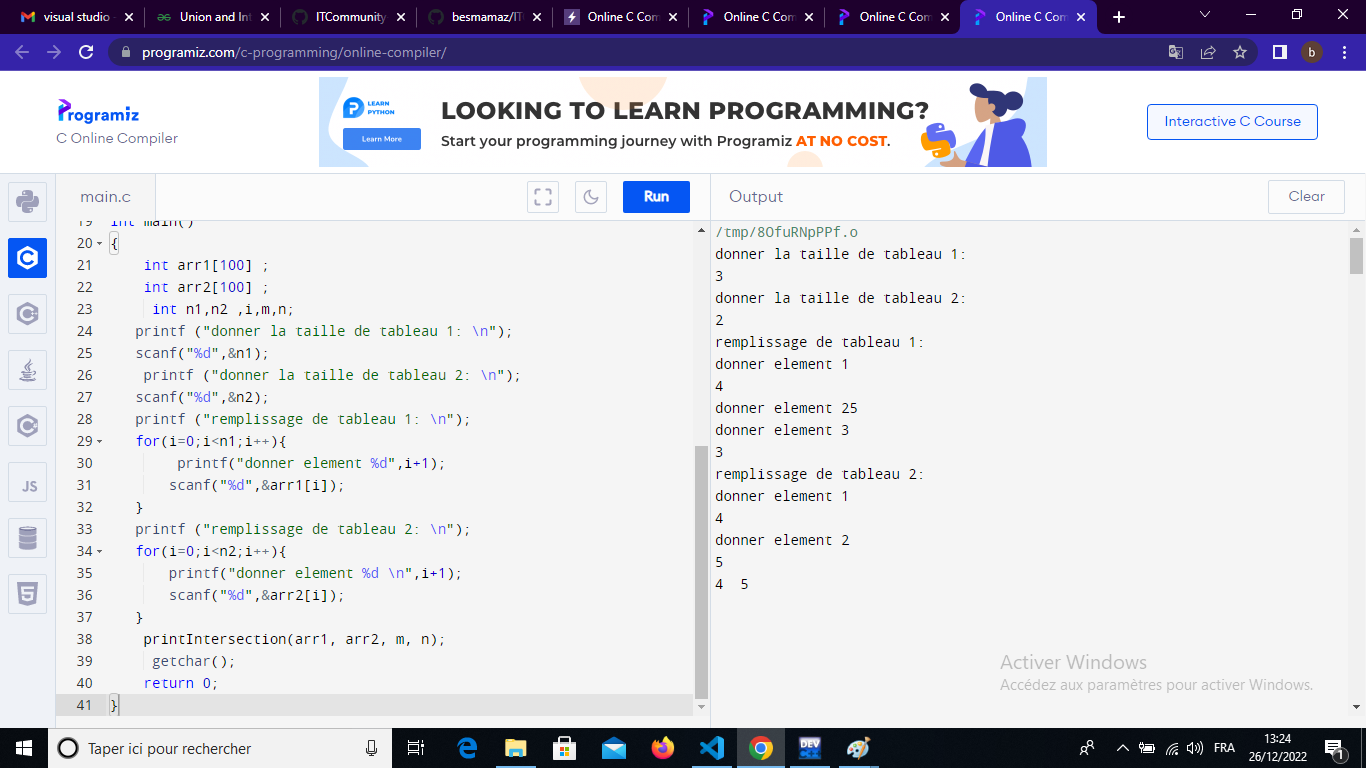 visual studio
Union and Int
ITCommunity
besmamaz/IT
Online C Com
Online C Com
Online C Com
Online C Com
programiz.com/c-programming/online-compiler/
b
Programiz
C Online Compiler
LEARN
PYTHON
Learn More
LOOKING TO LEARN PROGRAMMING?
Start your programming journey with Programiz AT NO COST.
Interactive C Course
main.c
Run
Output
Clear
JS
19 int main()
20 {
21 int arr1[100] ;
22 int arr2[100] ;
23 int n1,n2 ,i,m,n;
24 printf ("donner la taille de tableau 1: \n");
25 scanf("%d",&n1);
26 printf ("donner la taille de tableau 2: \n");
27 scanf("%d",&n2);
28 printf ("remplissage de tableau 1: \n");
29 for(i=0;i<n1;i++){
30 printf("donner element %d",i+1);
31 scanf("%d",&arr1[i]);
32 }
33 printf ("remplissage de tableau 2: \n");
34 for(i=0;i<n2;i++){
35 printf("donner element %d \n",i+1);
36 scanf("%d",&arr2[i]);
37 }
38 printIntersection(arr1, arr2, m, n);
39 getchar();
40 return 0;
41 }
/tmp/8OfuRNpPPf.o
donner la taille de tableau 1:
3
donner la taille de tableau 2:
2
remplissage de tableau 1:
donner element 1
4
donner element 25
donner element 3
3
remplissage de tableau 2:
donner element 1
4
donner element 2
5
4 5
Activer Windows
Accédez aux paramètres pour activer Windows.
Taper ici pour rechercher
DEV
FRA
13:24
26/12/2022
1